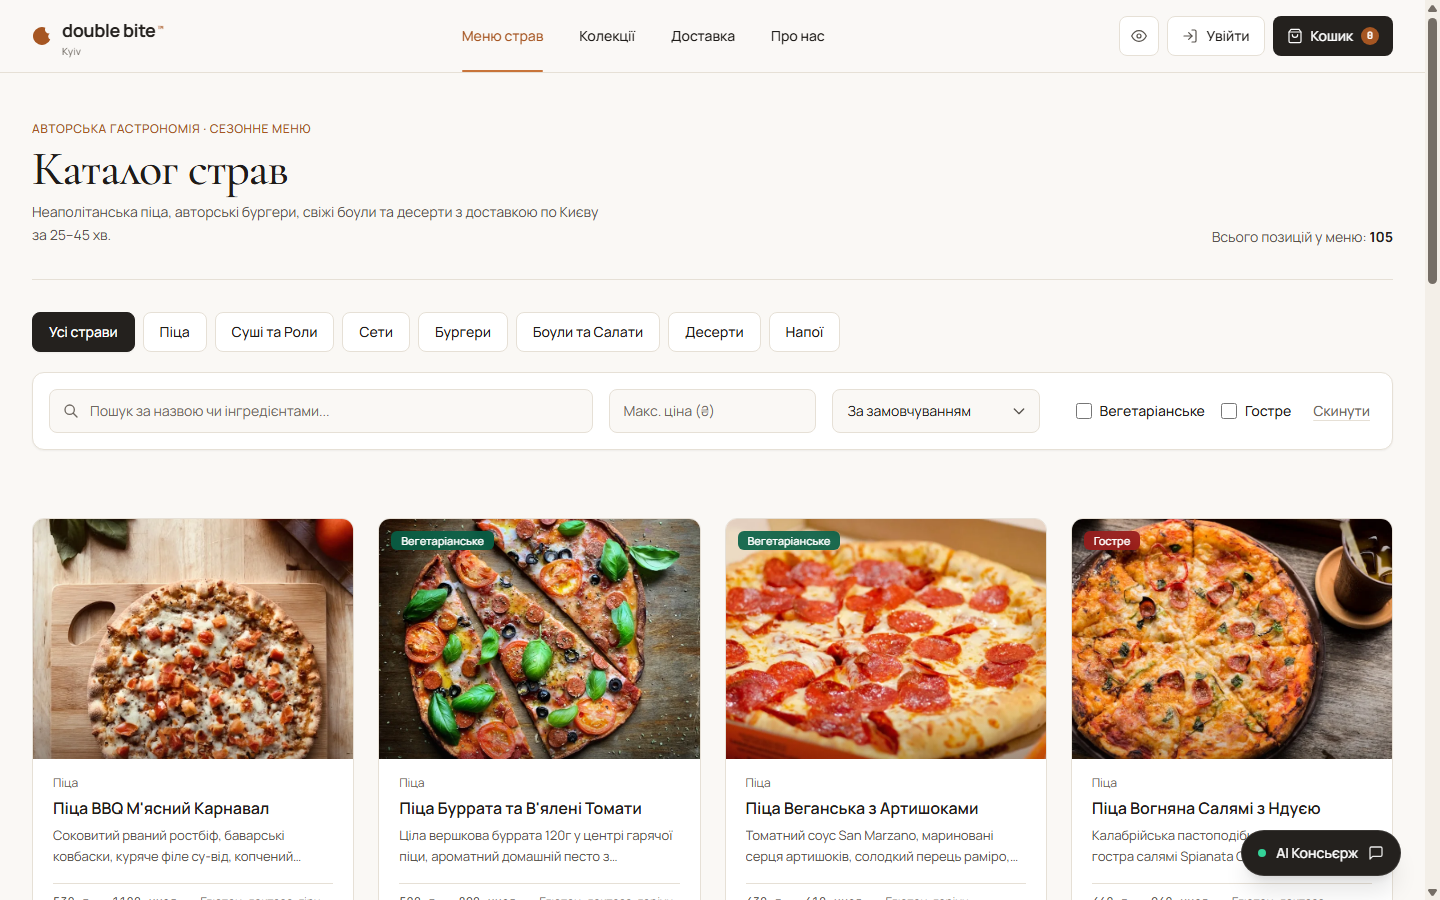 double bite™
Kyiv
Меню страв
Колекції
Доставка
Про нас
Увійти
Кошик 0
АВТОРСЬКА ГАСТРОНОМІЯ · СЕЗОННЕ МЕНЮ
Каталог страв
Неаполітанська піца, авторські бургери, свіжі боули та десерти з доставкою по Києву
за 25–45 хв.
Всього позицій у меню: 105
Усі страви
Піца
Суші та Роли
Сети
Бургери
Боули та Салати
Десерти
Напої
Пошук за назвою чи інгредієнтами...
Макс. ціна (₴)
За замовчуванням
Вегетаріанське
Гостре
Скинути
Вегетаріанське
Вегетаріанське
Гостре
Піца
Піца BBQ М'ясний Карнавал
Соковитий рваний ростбіф, баварські
ковбаски, куряче філе су-від, копчений...
Піца
Піца Буррата та В'ялені Томати
Ціла вершкова буррата 120г у центрі гарячої
піци, ароматний домашній песто з...
Піца
Піца Веганська з Артишоками
Томатний соус San Marzano, мариновані
серця артишоків, солодкий перець раміро,...
Піца
Піца Вогняна Салямі з Ндуєю
Калабрійська
гостра салямі Spianata
AI Консьєрж